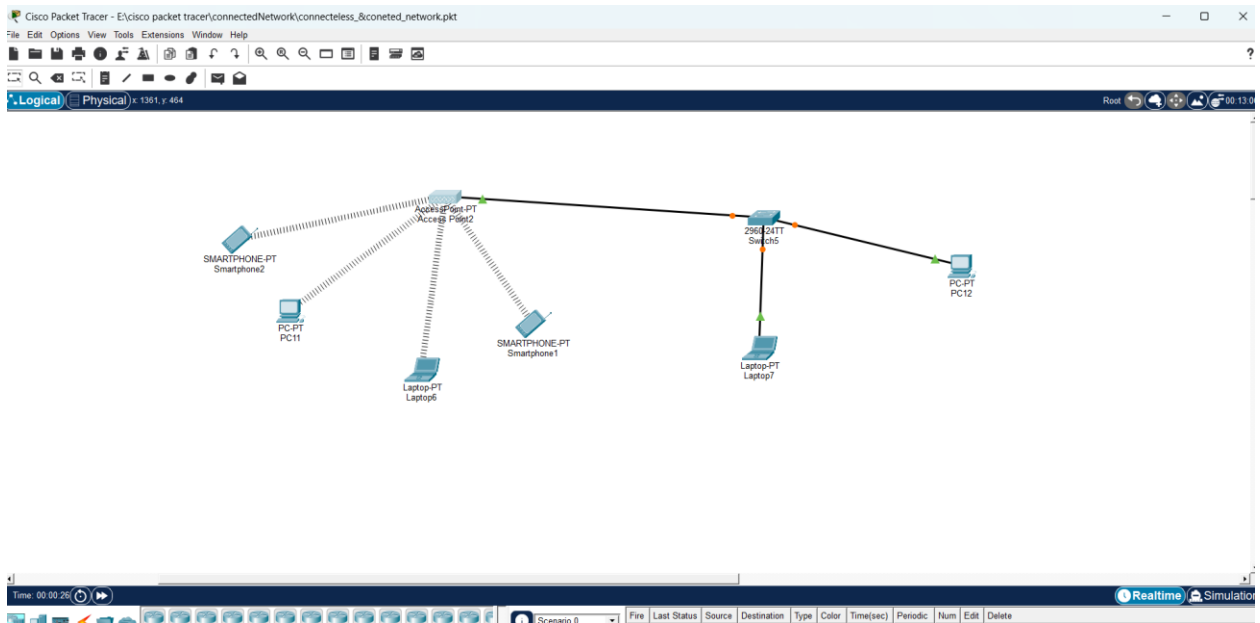 Cisco Packet Tracer - E:\cisco packet tracer\connectedNetwork\connecteless_&coneted_network.pkt
File Edit Options View Tools Extensions Window Help
?
Logical Physical x: 1361, y: 464 Root 00:13:0
AccessPoint-PT
Access Point2
2960-24TT
Switch5
SMARTPHONE-PT
Smartphone2
PC-PT
PC12
PC-PT
PC11
SMARTPHONE-PT
Smartphone1
Laptop-PT
Laptop7
Laptop-PT
Laptop6
Time: 00:00:26 Realtime Simulation
Scenario 0 Fire Last Status Source Destination Type Color Time(sec) Periodic Num Edit Delete